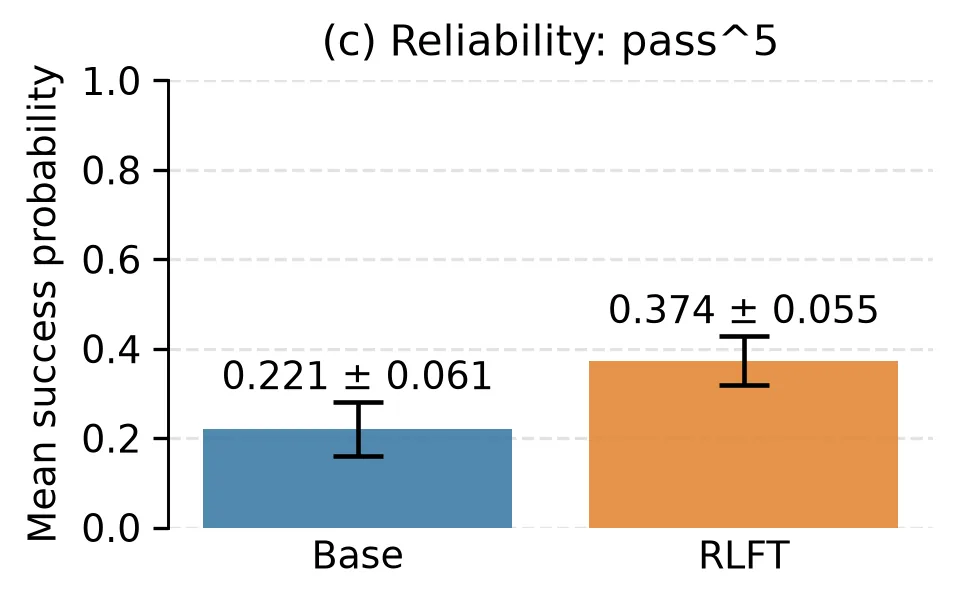 (c) Reliability: pass^5
Mean success probability
1.0
0.8
0.6
0.4
0.2
0.0
0.221 ± 0.061
0.374 ± 0.055
Base
RLFT